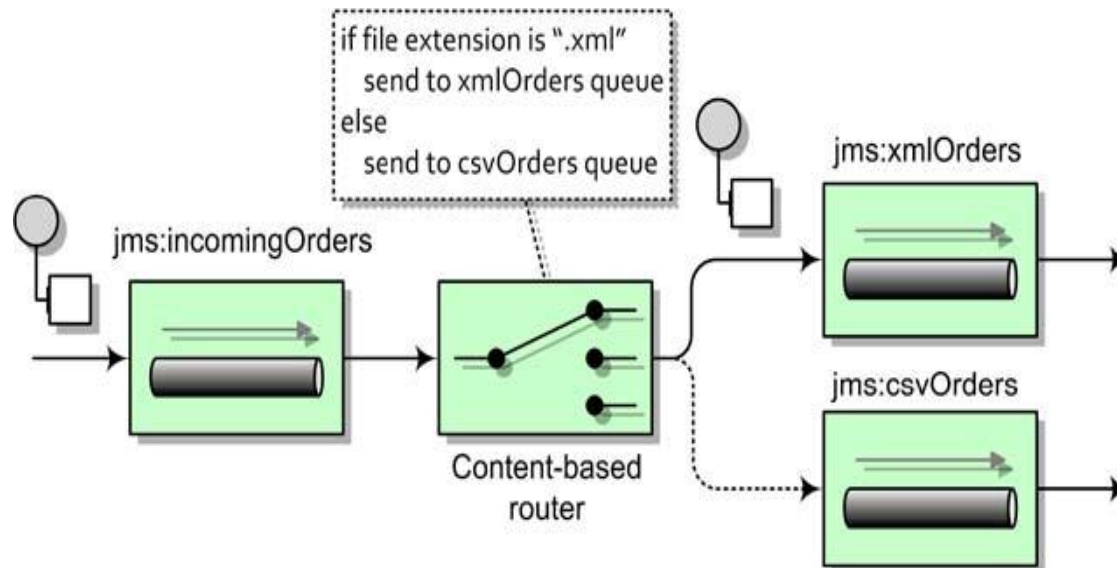 if file extension is “.xml”
send to xmlOrders queue
else
send to csvOrders queue
jms:incomingOrders
Content-based
router
jms:xmlOrders
jms:csvOrders